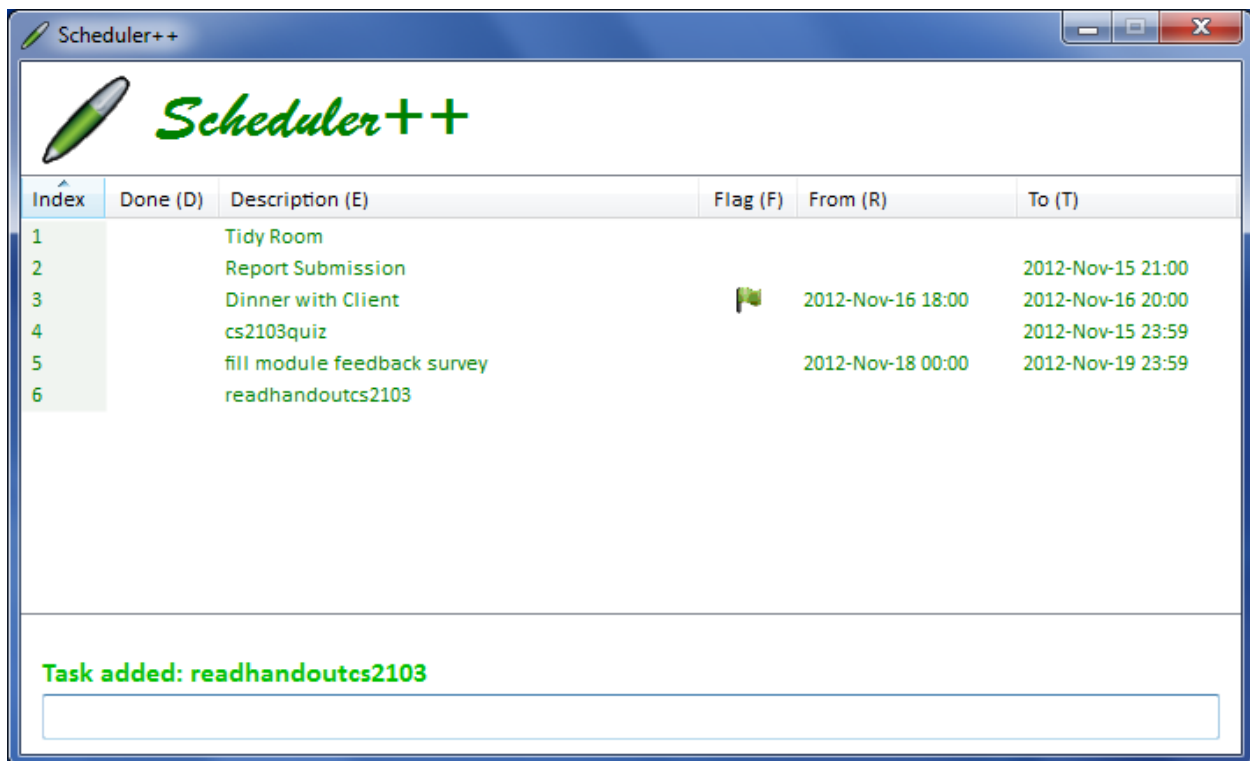 Scheduler++
Scheduler++
Index Done (D) Description (E) Flag (F) From (R) To (T)
1 Tidy Room
2 Report Submission 2012-Nov-15 21:00
3 Dinner with Client 2012-Nov-16 18:00 2012-Nov-16 20:00
4 cs2103quiz 2012-Nov-15 23:59
5 fill module feedback survey 2012-Nov-18 00:00 2012-Nov-19 23:59
6 readhandoutcs2103
Task added: readhandoutcs2103